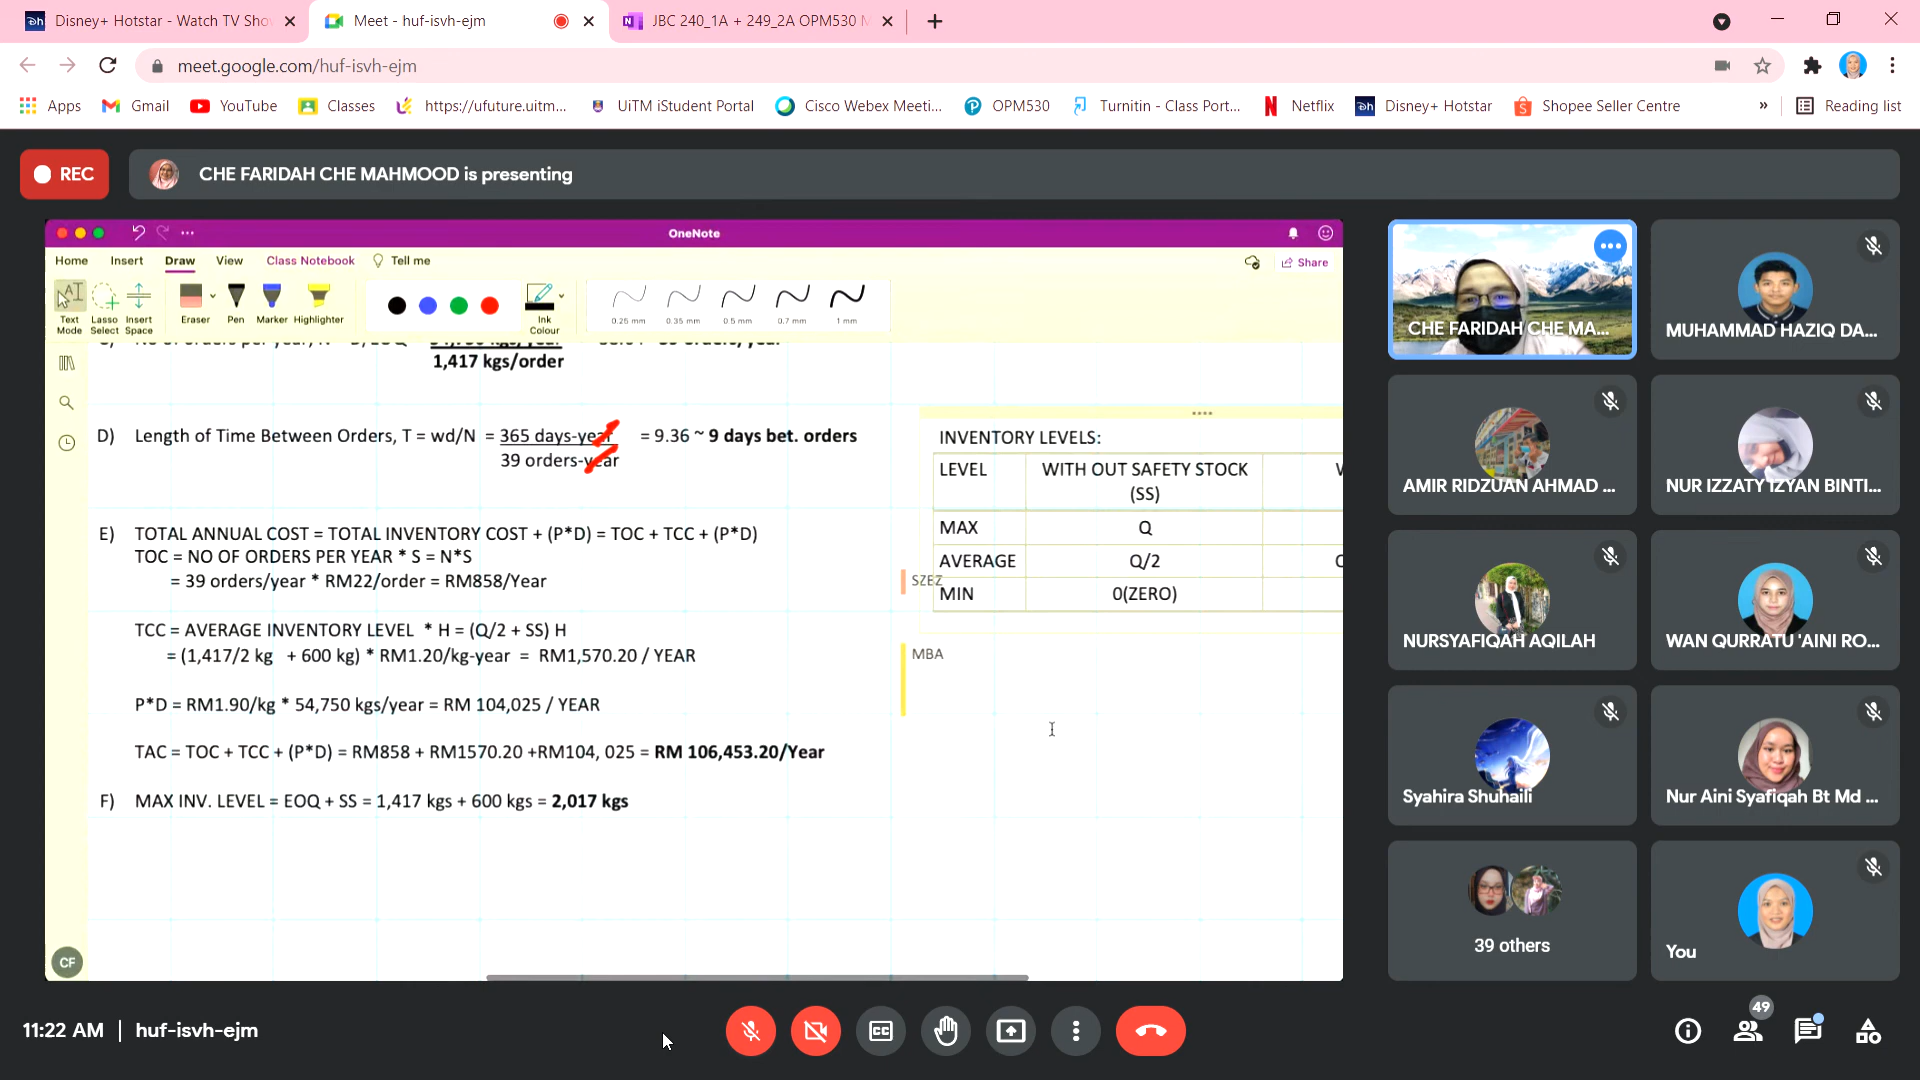 Disney+ Hotstar - Watch TV Sho
Meet - huf-isvh-ejm
JBC 240_1A + 249_2A OPM530 M
meet.google.com/huf-isvh-ejm
Apps
Gmail
YouTube
Classes
https://ufuture.uitm...
UiTM iStudent Portal
Cisco Webex Meeti...
OPM530
Turnitin - Class Port...
Netflix
Disney+ Hotstar
Shopee Seller Centre
»
Reading list
REC
CHE FARIDAH CHE MAHMOOD is presenting
OneNote
Home Insert Draw View Class Notebook Tell me
Share
Text Mode
Lasso Select
Insert Space
Eraser
Pen
Marker
Highlighter
Ink Colour
0.25 mm
0.35 mm
0.5 mm
0.7 mm
1 mm
1,417 kgs/order
D) Length of Time Between Orders, T = wd/N = 365 days-year = 9.36 ~ 9 days bet. orders
39 orders-year
E) TOTAL ANNUAL COST = TOTAL INVENTORY COST + (P*D) = TOC + TCC + (P*D)
TOC = NO OF ORDERS PER YEAR * S = N*S
= 39 orders/year * RM22/order = RM858/Year
TCC = AVERAGE INVENTORY LEVEL * H = (Q/2 + SS) H
= (1,417/2 kg + 600 kg) * RM1.20/kg-year = RM1,570.20 / YEAR
P*D = RM1.90/kg * 54,750 kgs/year = RM 104,025 / YEAR
TAC = TOC + TCC + (P*D) = RM858 + RM1570.20 +RM104, 025 = RM 106,453.20/Year
F) MAX INV. LEVEL = EOQ + SS = 1,417 kgs + 600 kgs = 2,017 kgs
INVENTORY LEVELS:
LEVEL WITH OUT SAFETY STOCK
(SS)
MAX Q
AVERAGE Q/2
MIN 0(ZERO)
SZEZ
MBA
CF
CHE FARIDAH CHE MA...
MUHAMMAD HAZIQ DA...
AMIR RIDZUAN AHMAD ...
NUR IZZATY IZYAN BINTI...
NURSYAFIQAH AQILAH
WAN QURRATU 'AINI RO...
Syahira Shuhaili
Nur Aini Syafiqah Bt Md ...
39 others
You
11:22 AM | huf-isvh-ejm
49